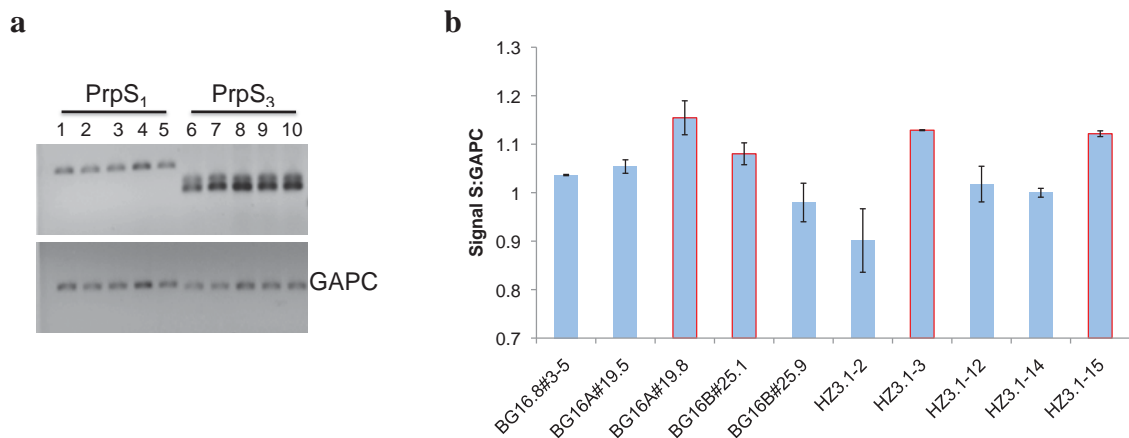 a
PrpS₁ PrpS₃
1 2 3 4 5 6 7 8 9 10
GAPC
b
Signal S:GAPC
1.3
1.2
1.1
1
0.9
0.8
0.7
BG16.8#3-5
BG16A#19.5
BG16A#19.8
BG16B#25.1
BG16B#25.9
HZ3.1-2
HZ3.1-3
HZ3.1-12
HZ3.1-14
HZ3.1-15